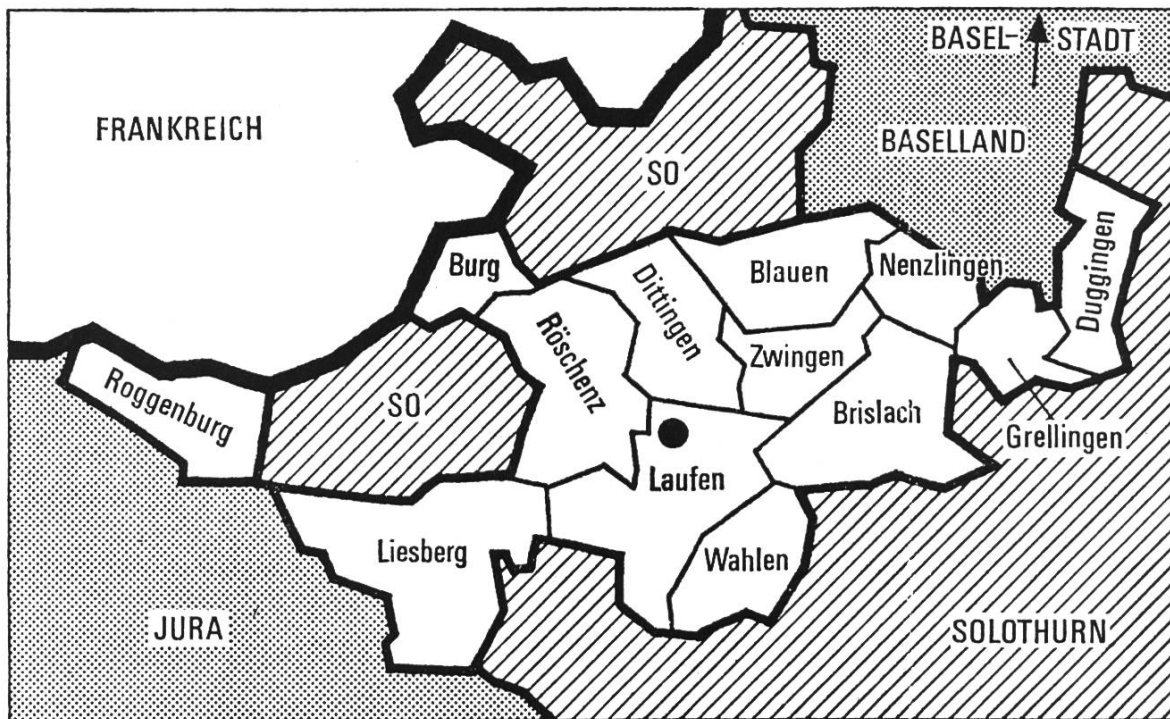 BASEL– STADT
FRANKREICH
BASELLAND
SO
Duggingen
Burg
Blauen
Nenzlingen
Dittingen
Röschenz
Zwingen
Roggenburg
SO
Brislach
Grellingen
Laufen
Liesberg
Wahlen
JURA
SOLOTHURN